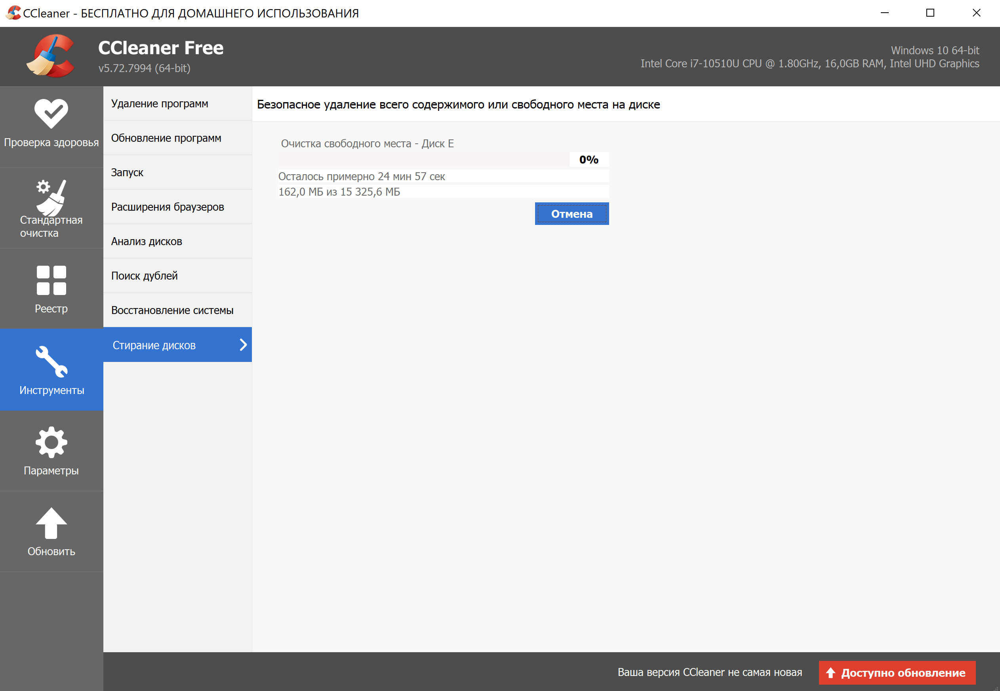 CCleaner - БЕСПЛАТНО ДЛЯ ДОМАШНЕГО ИСПОЛЬЗОВАНИЯ
CCleaner Free
v5.72.7994 (64-bit)
Windows 10 64-bit
Intel Core i7-10510U CPU @ 1.80GHz, 16,0GB RAM, Intel UHD Graphics
Проверка здоровья
Стандартная
очистка
Реестр
Инструменты
Параметры
Обновить
Удаление программ
Обновление программ
Запуск
Расширения браузеров
Анализ дисков
Поиск дублей
Восстановление системы
Стирание дисков
Безопасное удаление всего содержимого или свободного места на диске
Очистка свободного места - Диск E
0%
Осталось примерно 24 мин 57 сек
162,0 МБ из 15 325,6 МБ
Отмена
Ваша версия CCleaner не самая новая
Доступно обновление